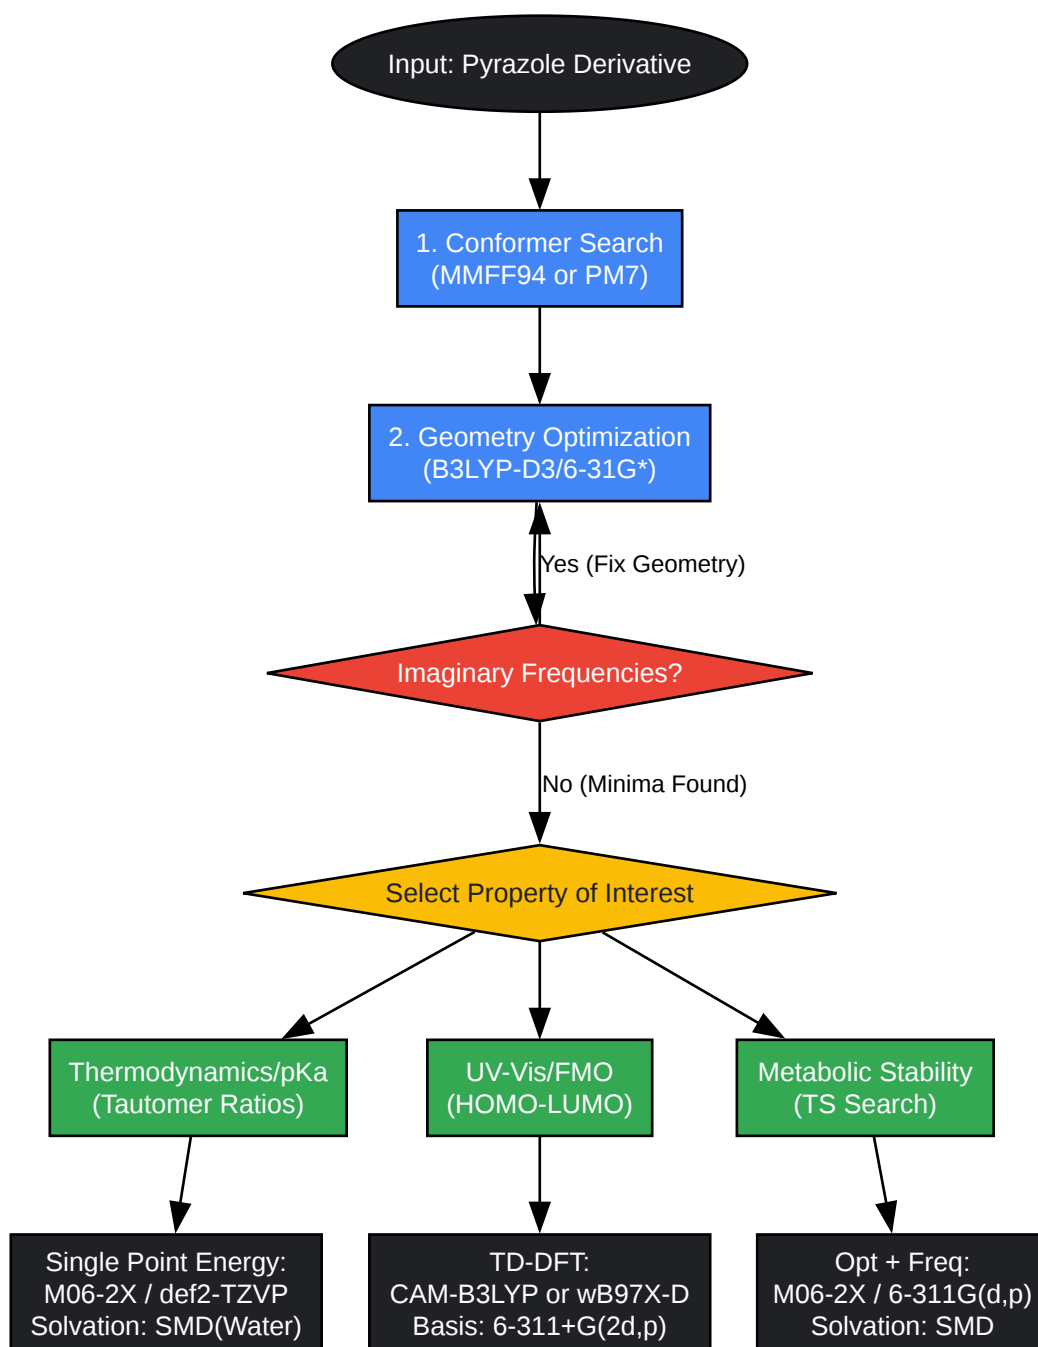 Input: Pyrazole Derivative
1. Conformer Search
(MMFF94 or PM7)
2. Geometry Optimization
(B3LYP-D3/6-31G*)
Yes (Fix Geometry)
Imaginary Frequencies?
No (Minima Found)
Select Property of Interest
Thermodynamics/pKa
(Tautomer Ratios)
UV-Vis/FMO
(HOMO-LUMO)
Metabolic Stability
(TS Search)
Single Point Energy:
M06-2X / def2-TZVP
Solvation: SMD(Water)
TD-DFT:
CAM-B3LYP or wB97X-D
Basis: 6-311+G(2d,p)
Opt + Freq:
M06-2X / 6-311G(d,p)
Solvation: SMD